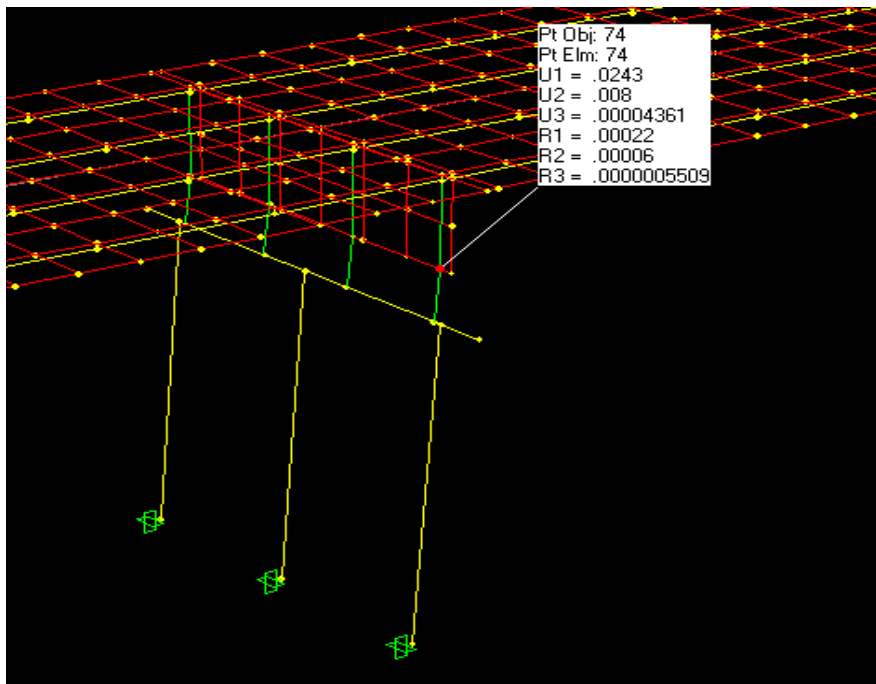 Pt Obj: 74
Pt Elm: 74
U1 = .0243
U2 = .008
U3 = .00004361
R1 = .00022
R2 = .00006
R3 = .0000005509